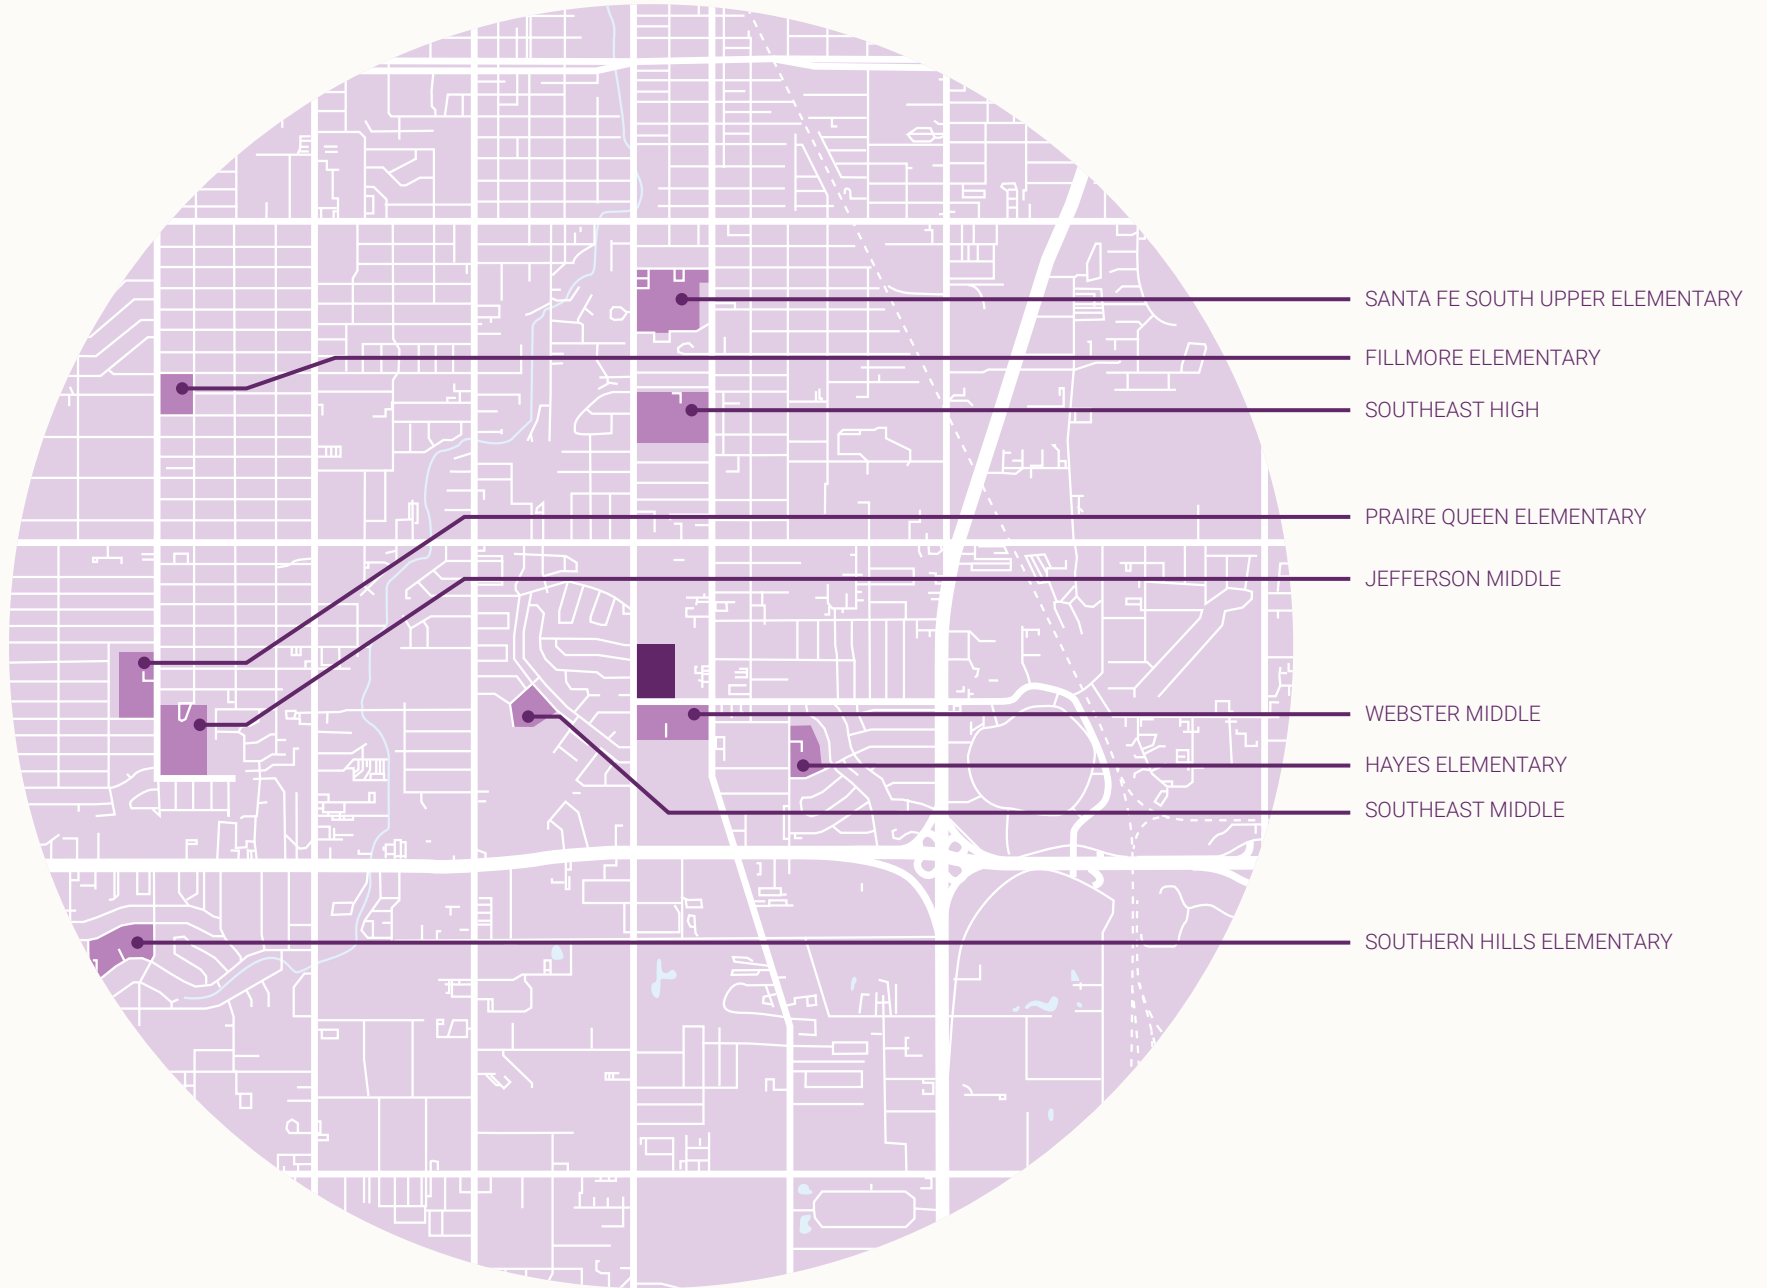 SANTA FE SOUTH UPPER ELEMENTARY
FILLMORE ELEMENTARY
SOUTHEAST HIGH
PRAIRE QUEEN ELEMENTARY
JEFFERSON MIDDLE
WEBSTER MIDDLE
HAYES ELEMENTARY
SOUTHEAST MIDDLE
SOUTHERN HILLS ELEMENTARY